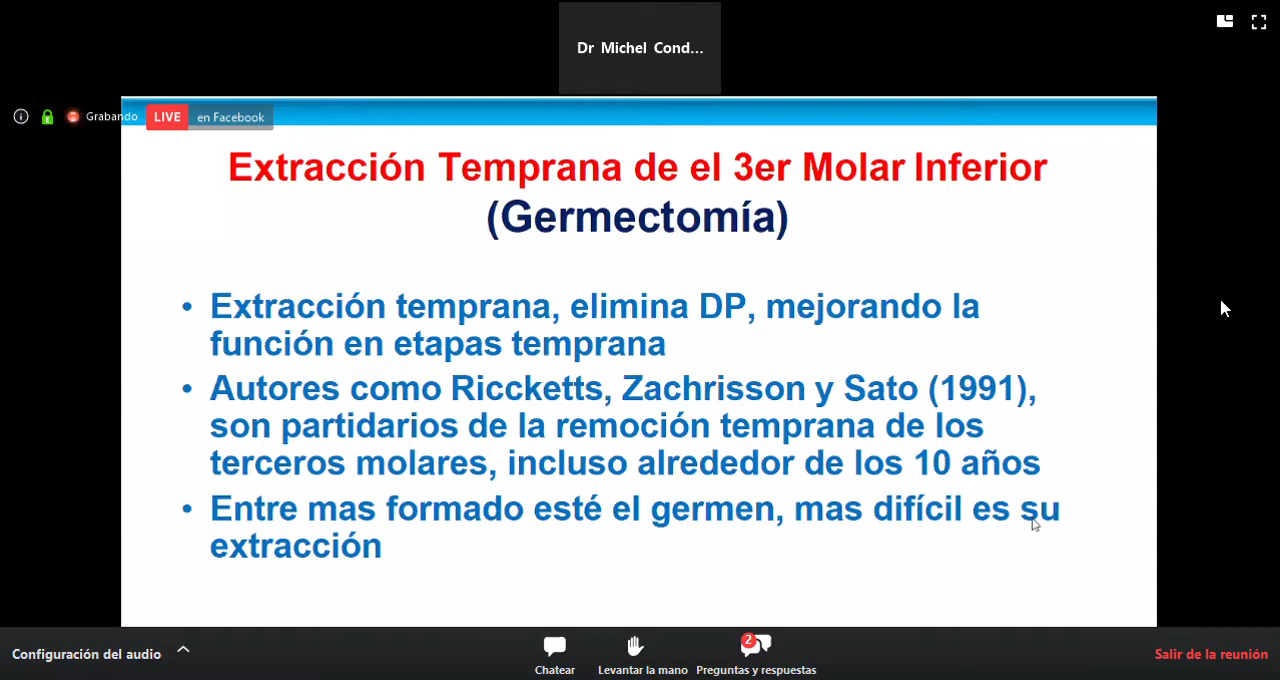 Dr Michel Cond...
Grabando
LIVE en Facebook
Extracción Temprana de el 3er Molar Inferior
(Germectomía)
• Extracción temprana, elimina DP, mejorando la
función en etapas temprana
• Autores como Riccketts, Zachrisson y Sato (1991),
son partidarios de la remoción temprana de los
terceros molares, incluso alrededor de los 10 años
• Entre mas formado esté el germen, mas difícil es su
extracción
Configuración del audio
2
Chatear
Levantar la mano
Preguntas y respuestas
Salir de la reunión